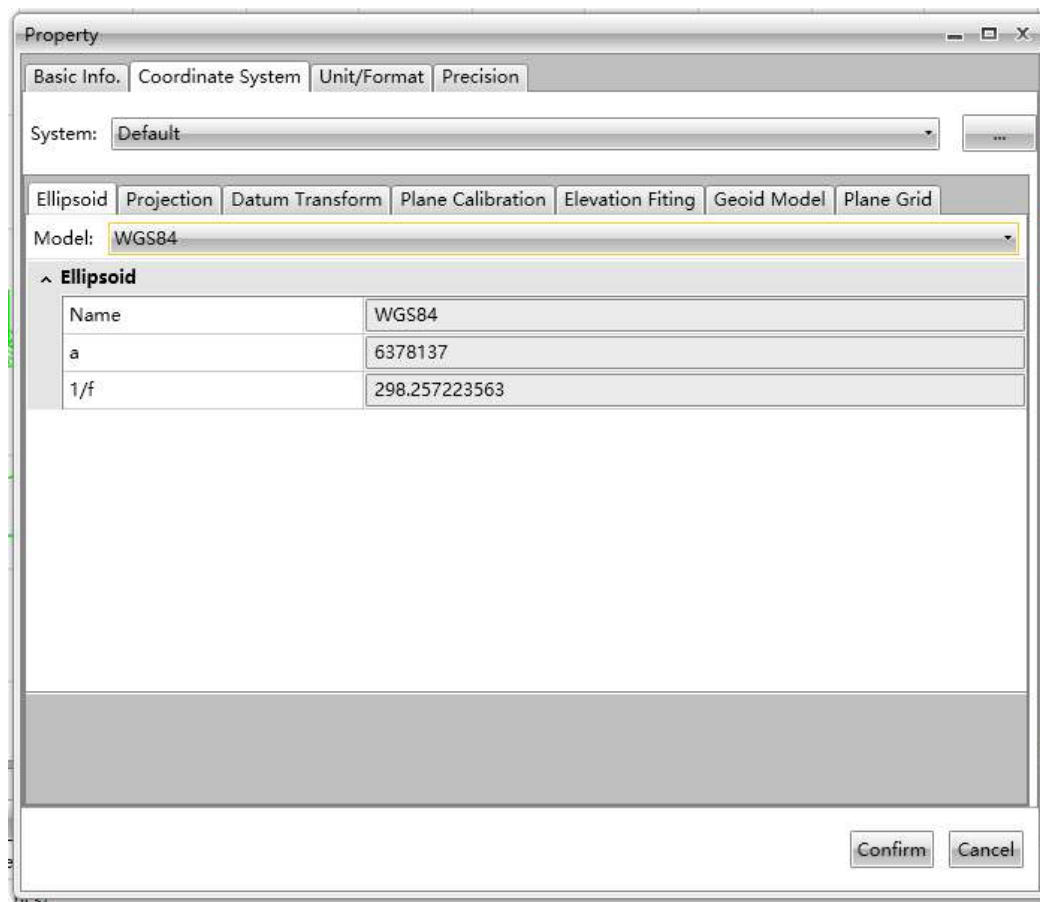 Property
Basic Info. Coordinate System Unit/Format Precision
System: Default ...
Ellipsoid Projection Datum Transform Plane Calibration Elevation Fiting Geoid Model Plane Grid
Model: WGS84
Ellipsoid
Name WGS84
a 6378137
1/f 298.257223563
Confirm Cancel